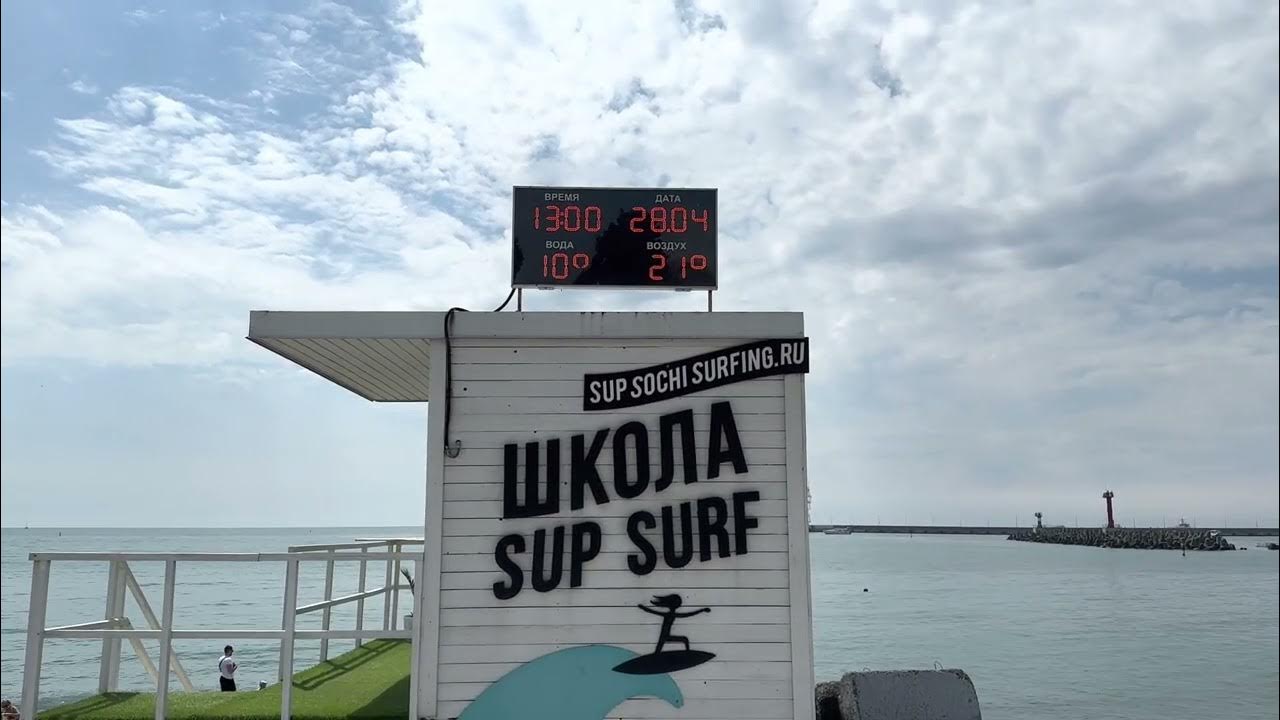 ВРЕМЯ ДАТА
13:00 28.04
ВОДА ВОЗДУХ
10° 21°
SUP SOCHI SURFING.RU
ШКОЛА
SUP SURF